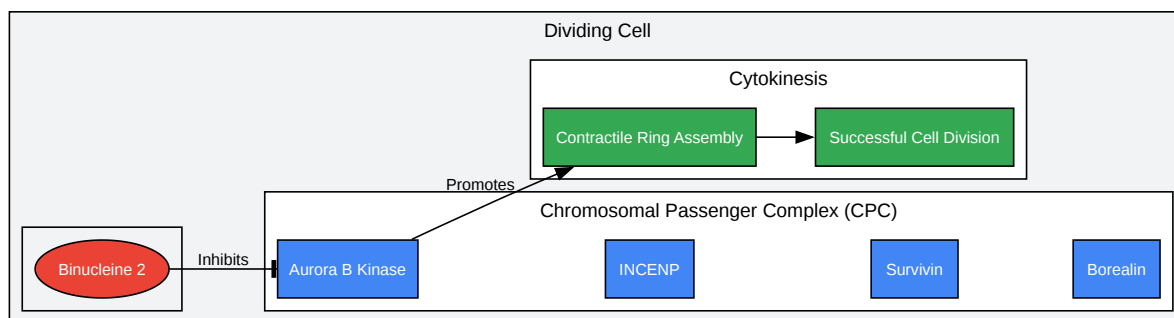 Dividing Cell
Cytokinesis
Contractile Ring Assembly
Successful Cell Division
Promotes
Chromosomal Passenger Complex (CPC)
Binucleine 2
Inhibits
Aurora B Kinase
INCENP
Survivin
Borealin